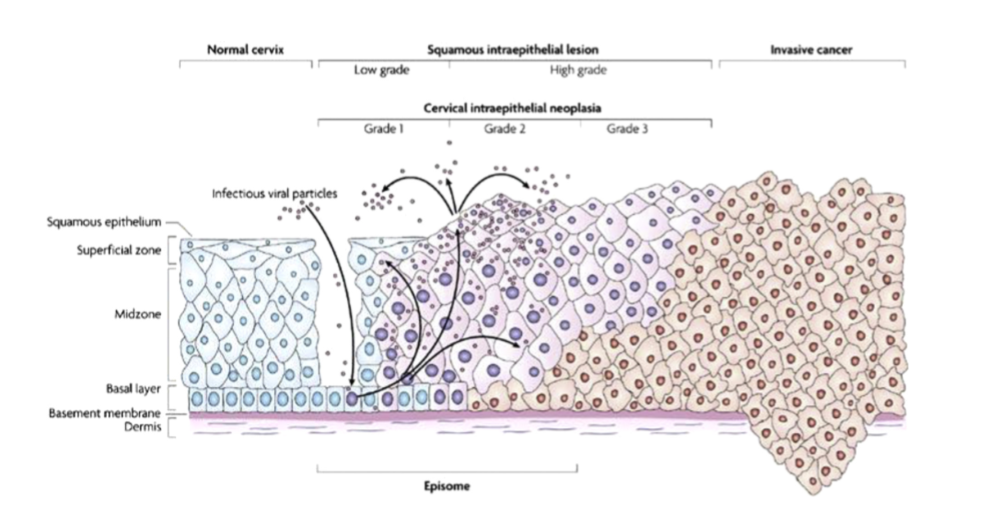 Normal cervix
Squamous intraepithelial lesion
Invasive cancer
Low grade
High grade
Cervical intraepithelial neoplasia
Grade 1
Grade 2
Grade 3
Infectious viral particles
Squamous epithelium
Superficial zone
Midzone
Basal layer
Basement membrane
Dermis
Episome